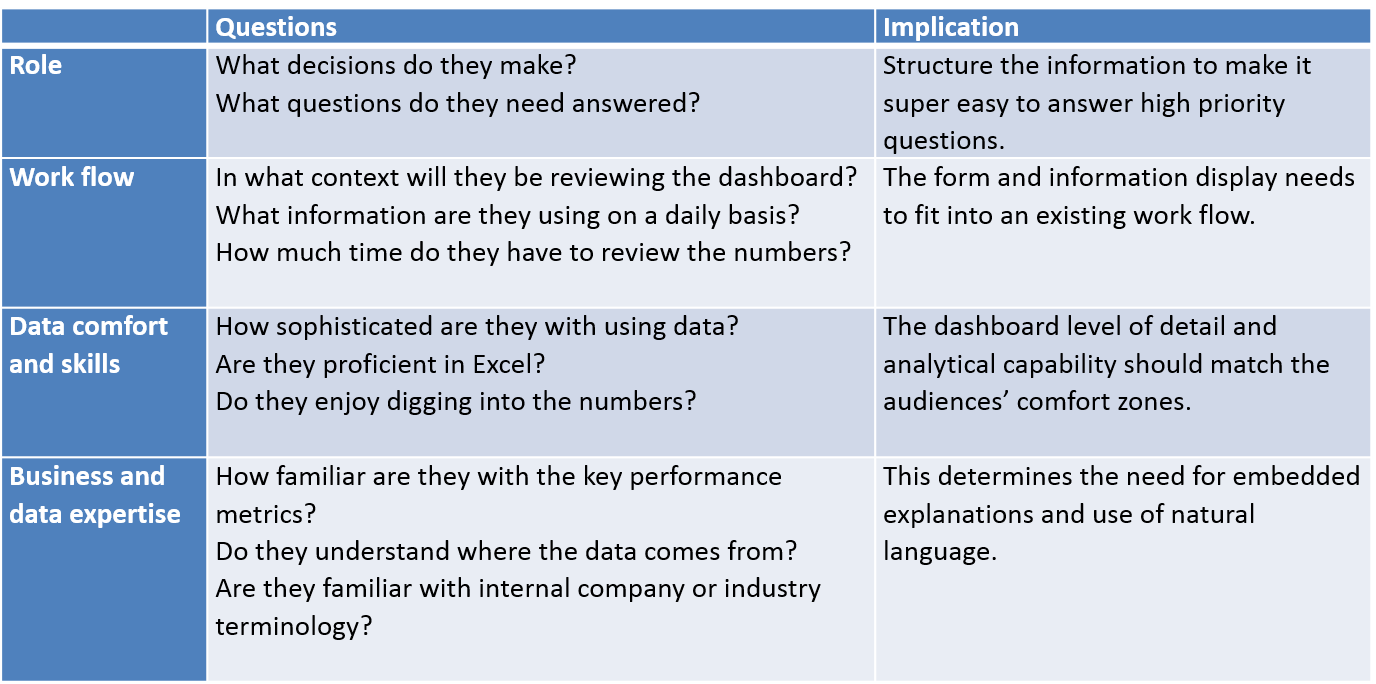 Questions
Implication
Role
What decisions do they make?
What questions do they need answered?
Structure the information to make it
super easy to answer high priority
questions.
Work flow
In what context will they be reviewing the dashboard?
What information are they using on a daily basis?
How much time do they have to review the numbers?
The form and information display needs
to fit into an existing work flow.
Data comfort
and skills
How sophisticated are they with using data?
Are they proficient in Excel?
Do they enjoy digging into the numbers?
The dashboard level of detail and
analytical capability should match the
audiences’ comfort zones.
Business and
data expertise
How familiar are they with the key performance
metrics?
Do they understand where the data comes from?
Are they familiar with internal company or industry
terminology?
This determines the need for embedded
explanations and use of natural
language.